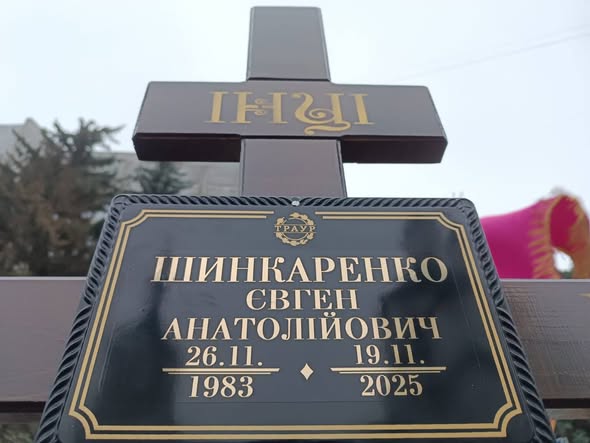 ІНЦІ
ТРАУР
ШИНКАРЕНКО
ЄВГЕН
АНАТОЛІЙОВИЧ
26.11. 19.11.
1983 2025